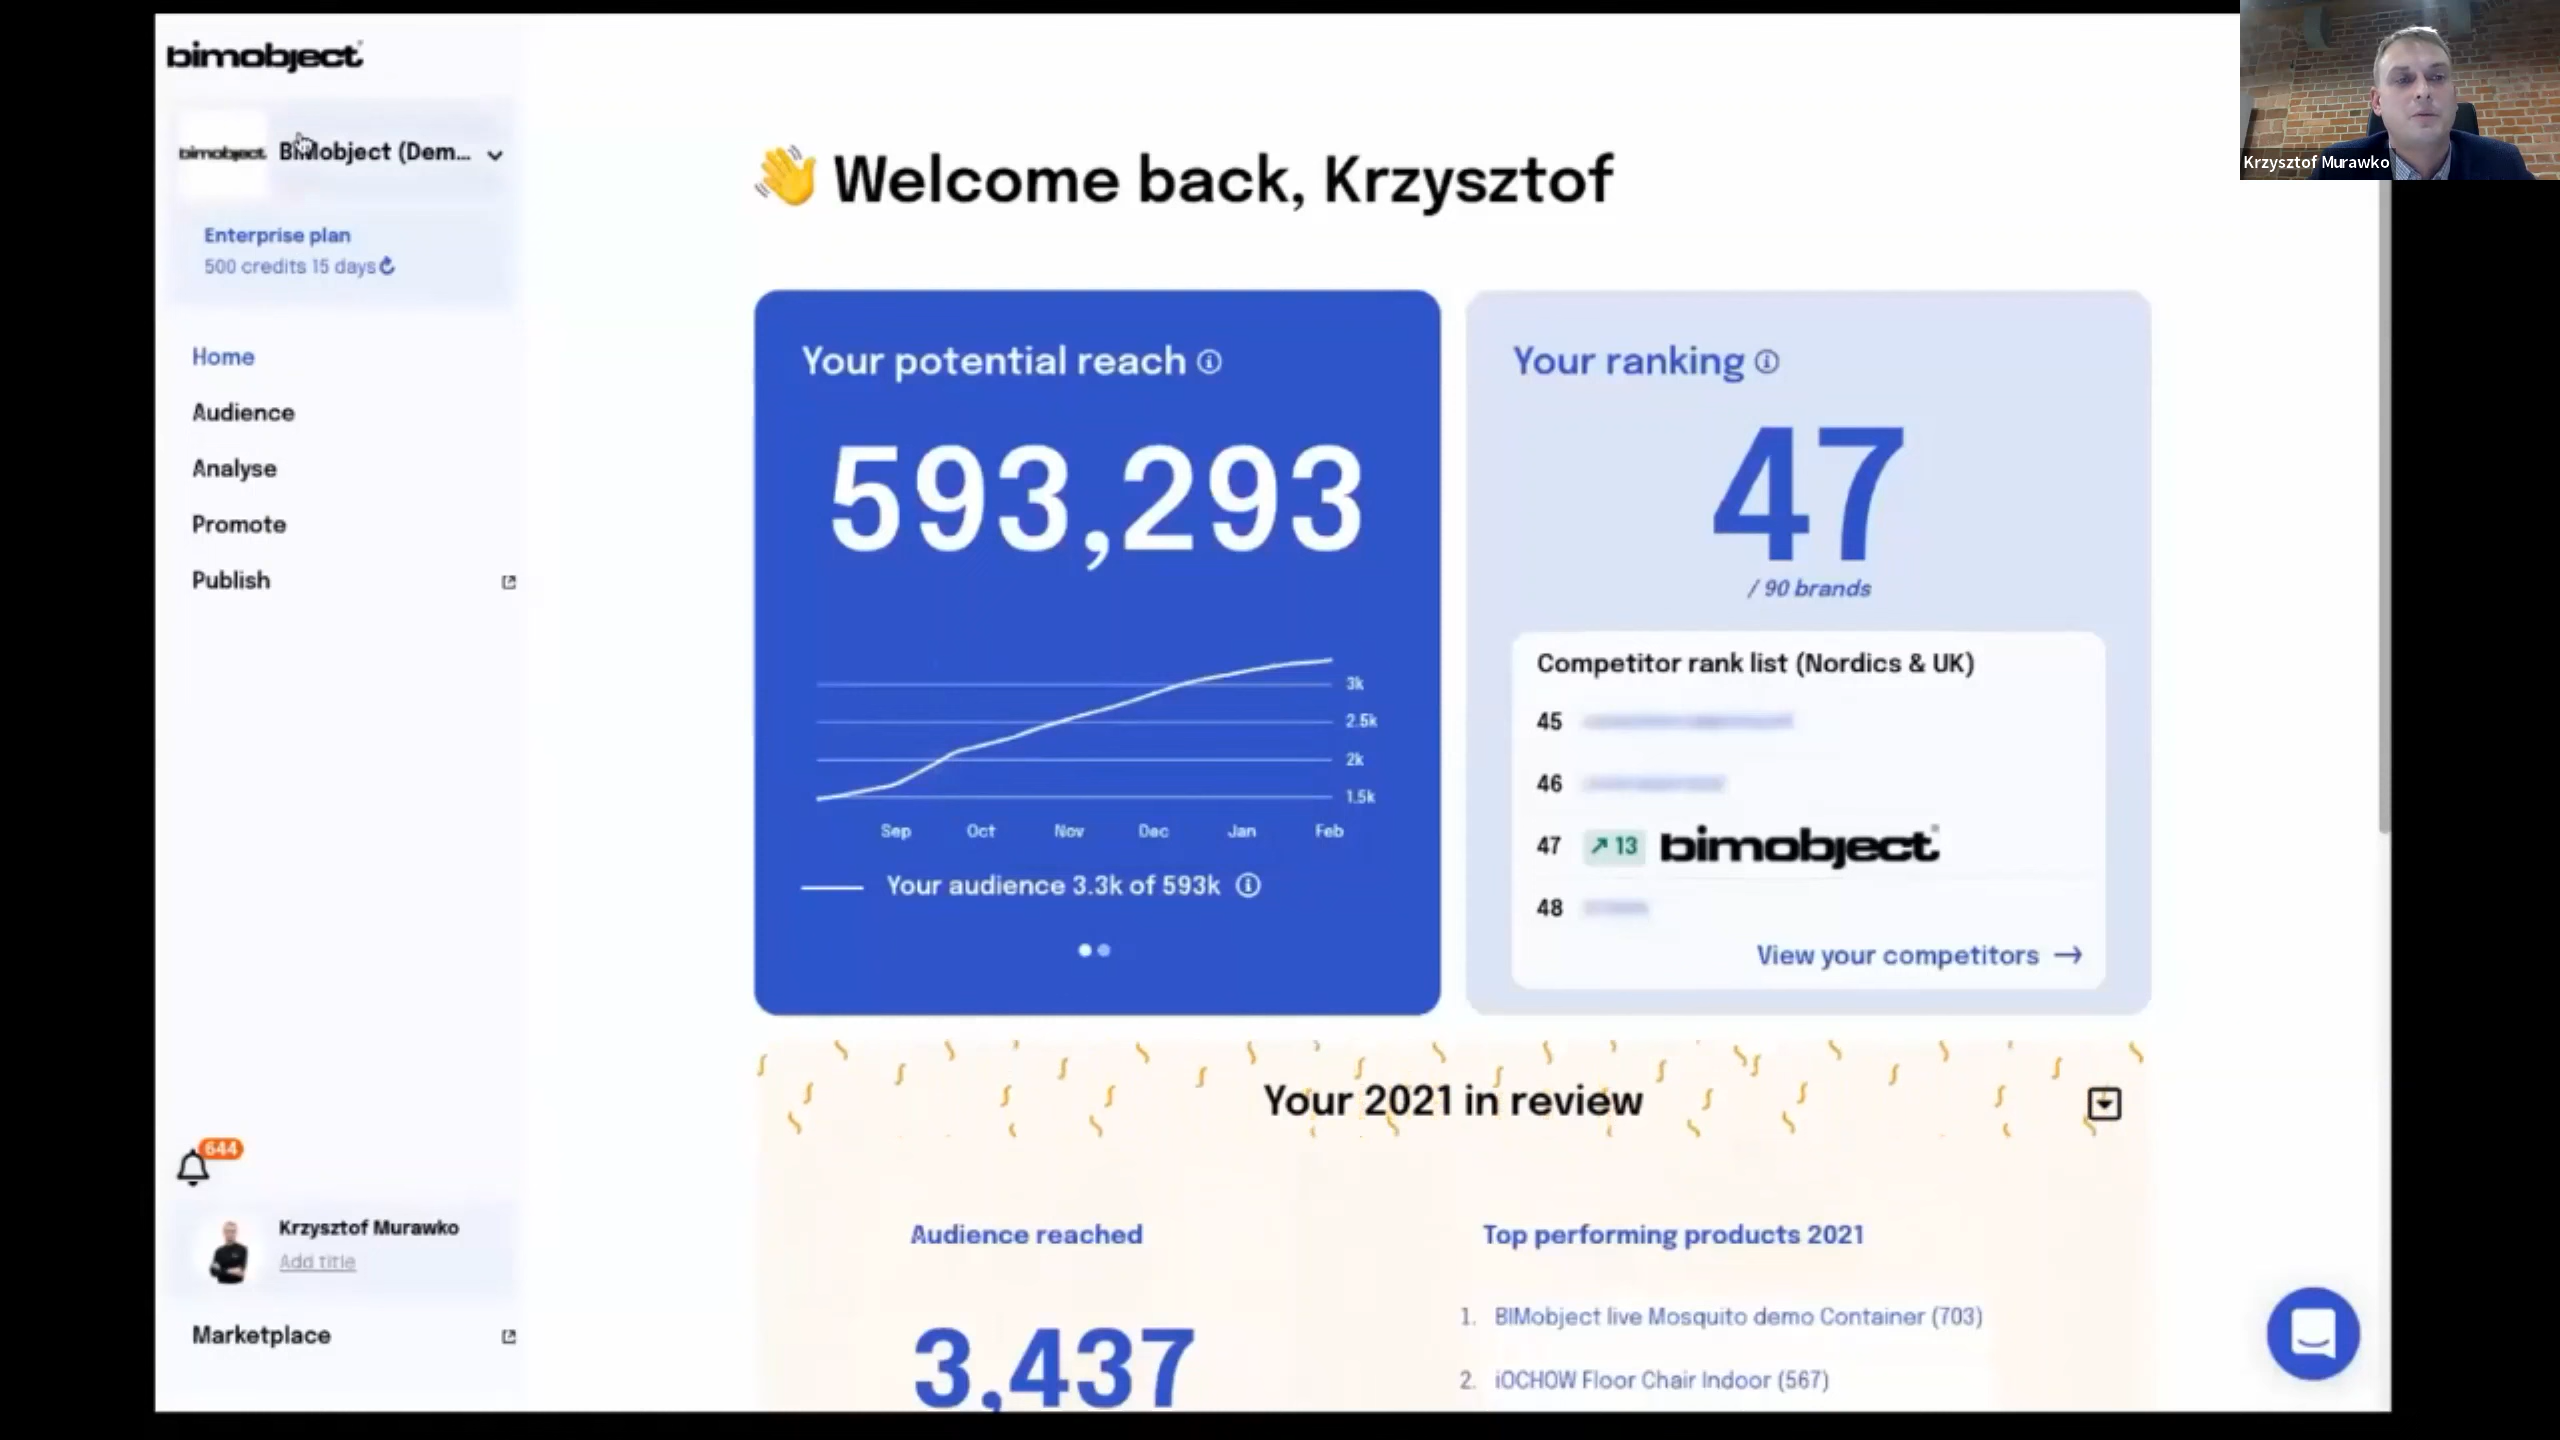 bimobject
bimobject. BIMobject (Dem...
Enterprise plan
500 credits 15 days
Home
Audience
Analyse
Promote
Publish
644
Krzysztof Murawko
Add title
Marketplace
Welcome back, Krzysztof
Your potential reach
593,293
3k
2.5k
2k
1.5k
Sep Oct Nov Dec Jan Feb
Your audience 3.3k of 593k
Your ranking
47
/ 90 brands
Competitor rank list (Nordics & UK)
45
46
47 13 bimobject
48
View your competitors
Your 2021 in review
Audience reached
3,437
Top performing products 2021
1. BIMobject live Mosquito demo Container (703)
2. iOCHOW Floor Chair Indoor (567)
Krzysztof Murawko